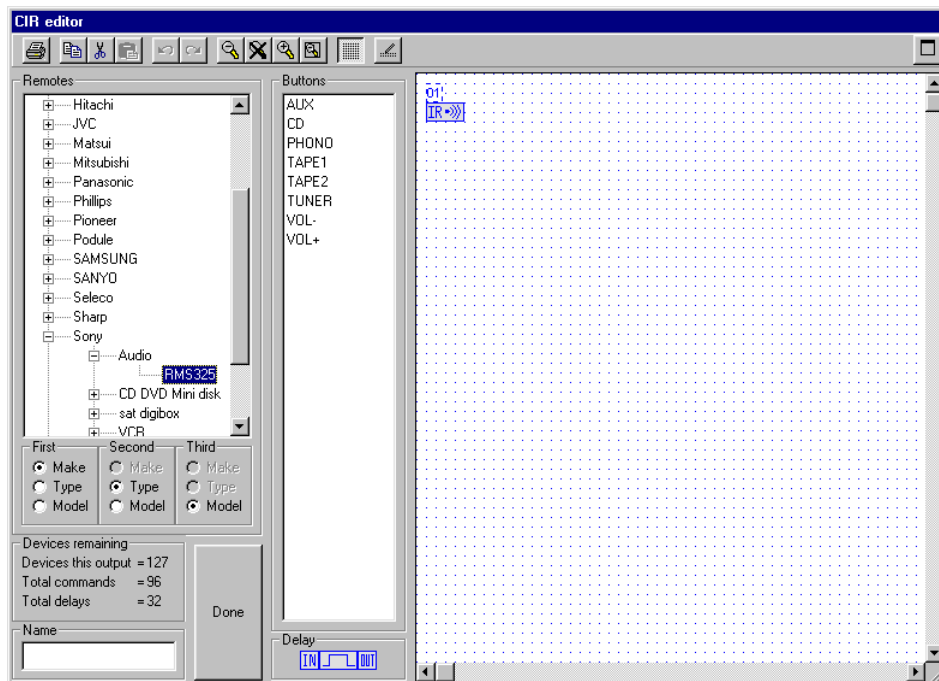 CIR editor
Remotes
Hitachi
JVC
Matsui
Mitsubishi
Panasonic
Phillips
Pioneer
Podule
SAMSUNG
SANYO
Seleco
Sharp
Sony
Audio
RMS325
CD DVD Mini disk
sat digibox
VCR
First
Make
Type
Model
Second
Make
Type
Model
Third
Make
Type
Model
Devices remaining
Devices this output = 127
Total commands = 96
Total delays = 32
Name
Done
Buttons
AUX
CD
PHONO
TAPE1
TAPE2
TUNER
VOL-
VOL+
Delay
IN OUT
01
IR